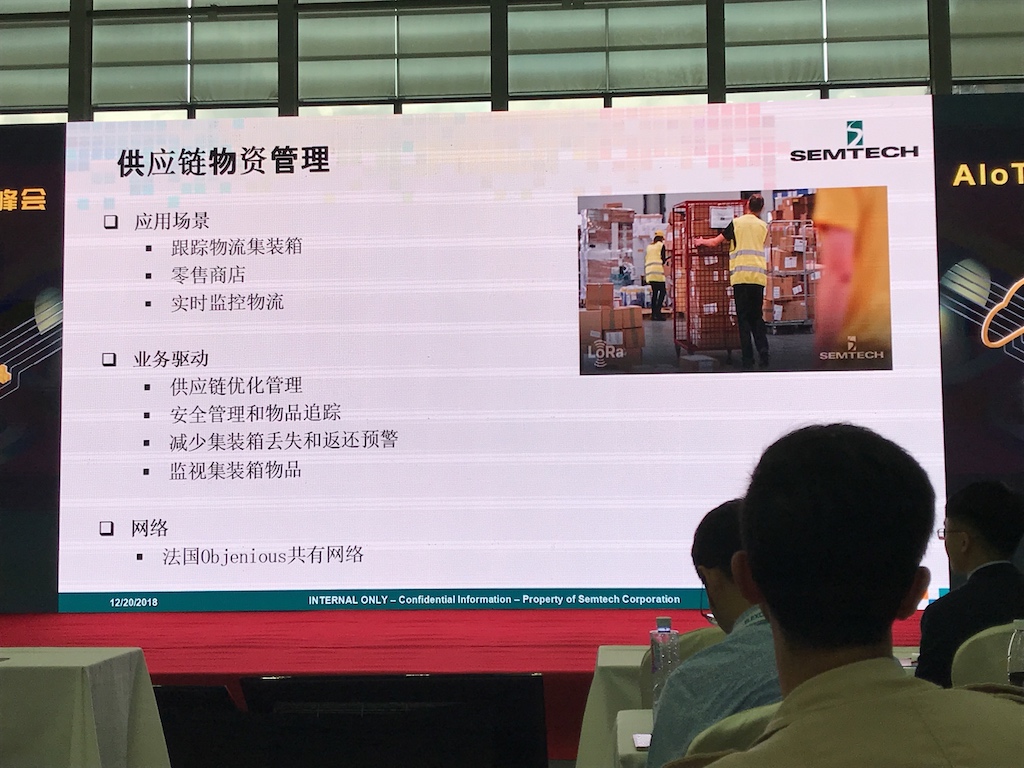 供应链物资管理
SEMTECH
峰会
AIoT
❑ 应用场景
▪ 跟踪物流集装箱
▪ 零售商店
▪ 实时监控物流
❑ 业务驱动
▪ 供应链优化管理
▪ 安全管理和物品追踪
▪ 减少集装箱丢失和返还预警
▪ 监视集装箱物品
LoRa
SEMTECH
❑ 网络
▪ 法国Objenious共有网络
12/20/2018
INTERNAL ONLY – Confidential Information – Property of Semtech Corporation